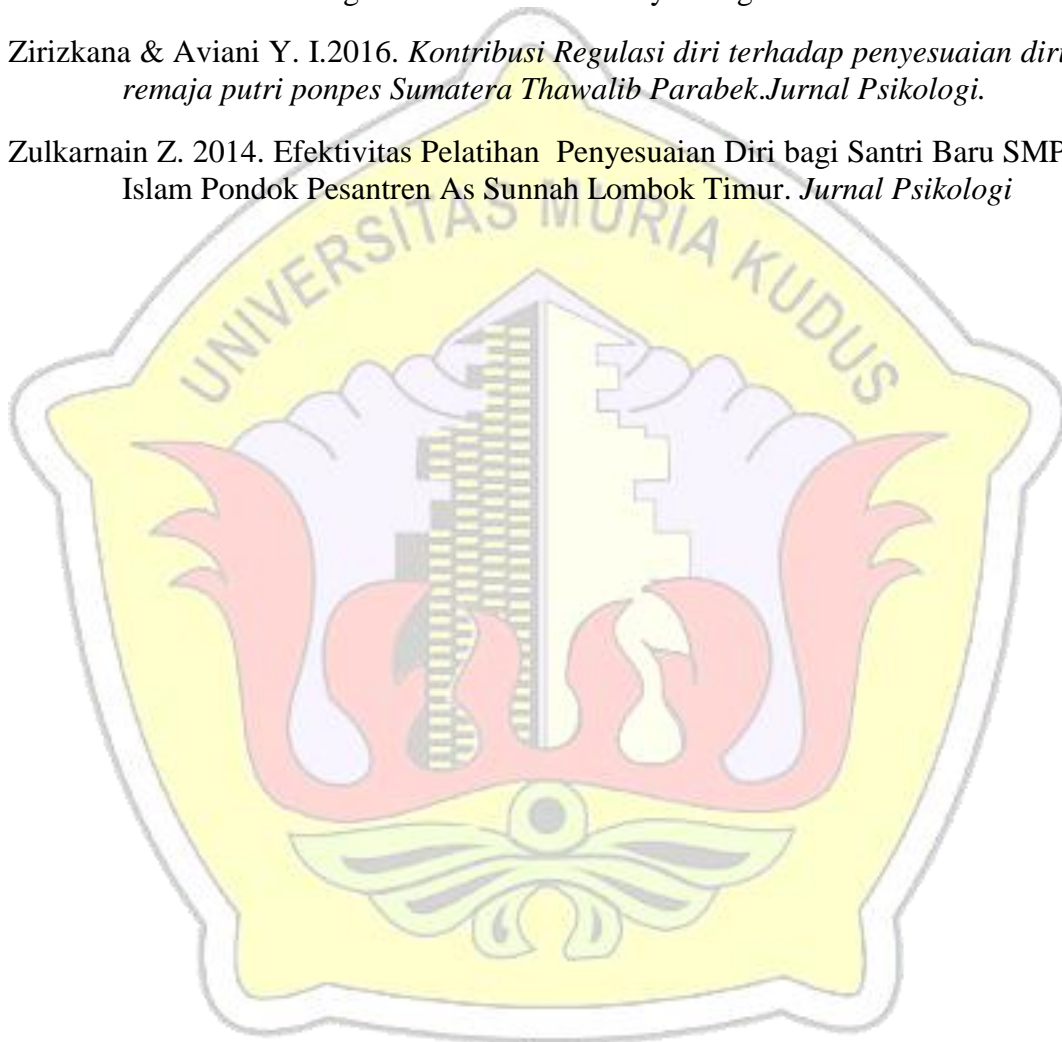 Zirizkana & Aviani Y. I.2016. Kontribusi Regulasi diri terhadap penyesuaian diri
remaja putri ponpes Sumatera Thawalib Parabek.Jurnal Psikologi.
Zulkarnain Z. 2014. Efektivitas Pelatihan Penyesuaian Diri bagi Santri Baru SMP
Islam Pondok Pesantren As Sunnah Lombok Timur. Jurnal Psikologi
UNIVERSITAS MURIA KUDUS